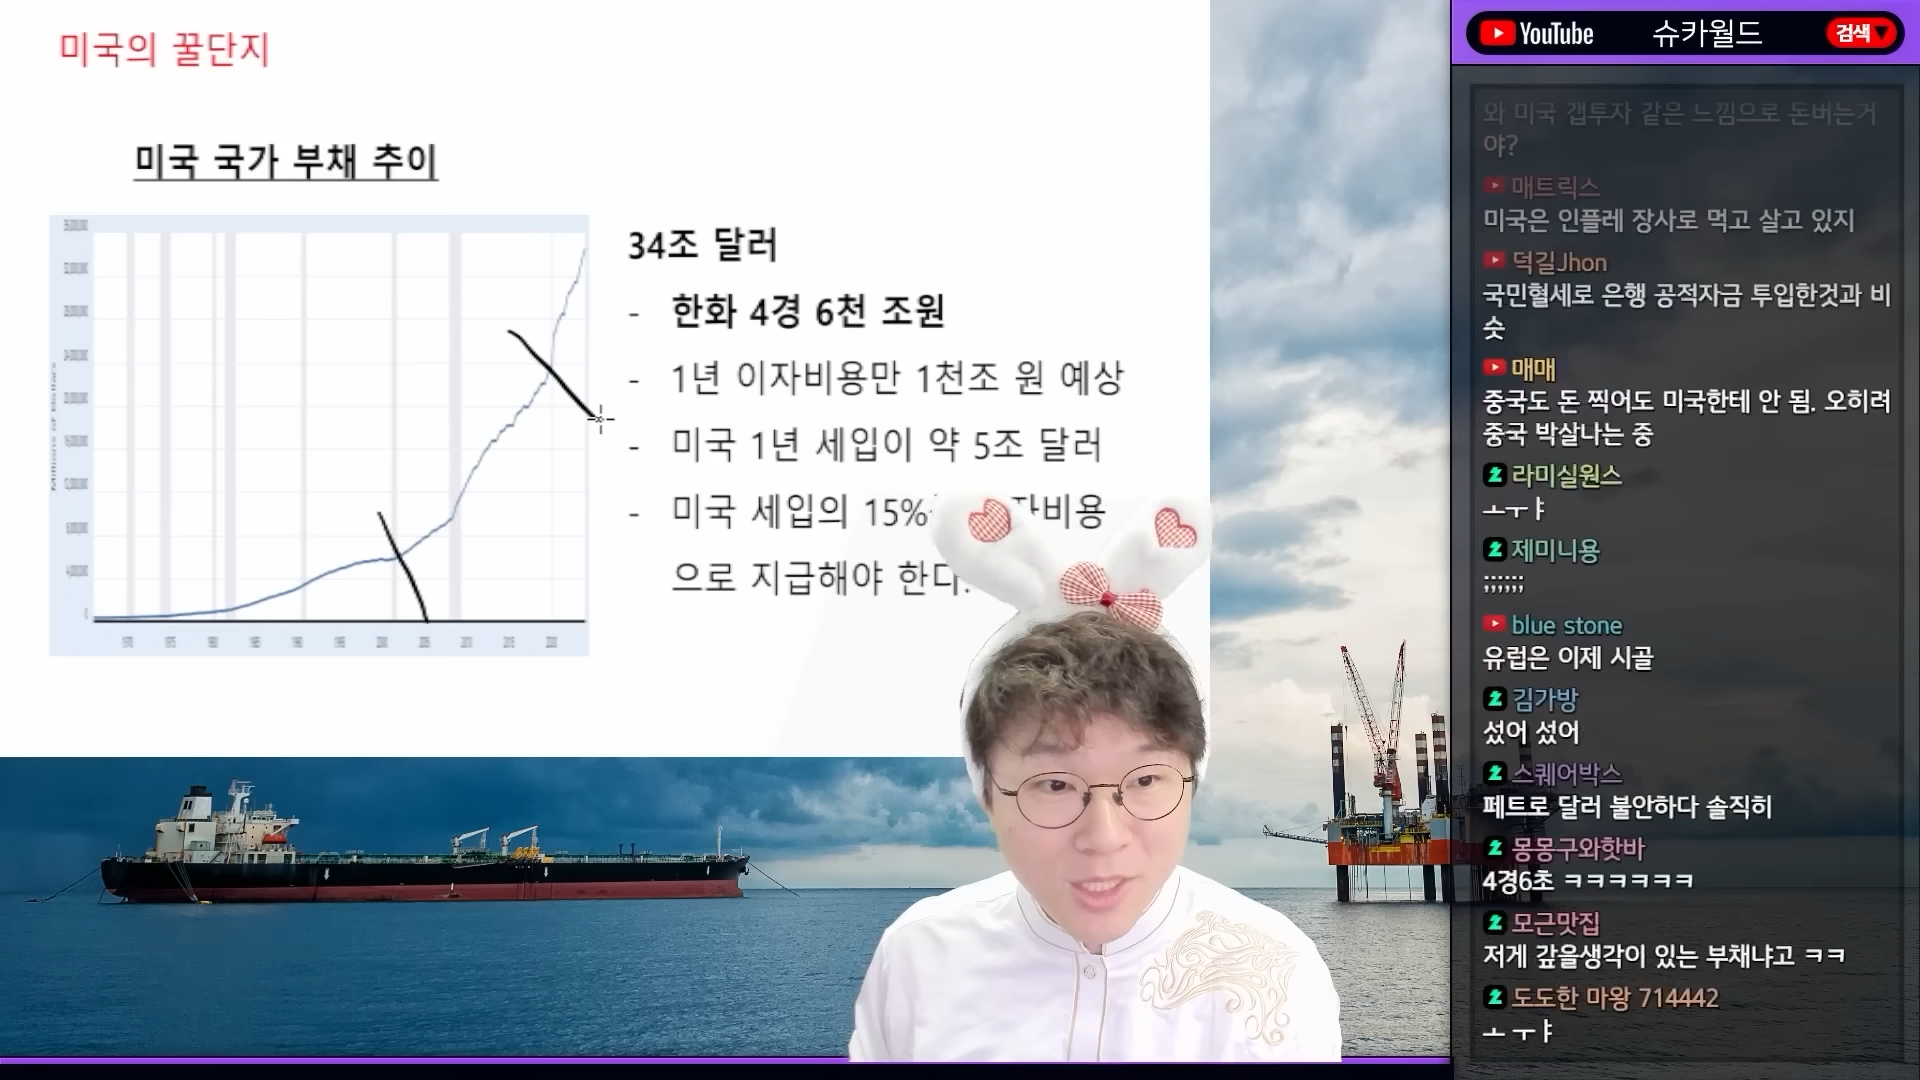 미국의 꿀단지
미국 국가 부채 추이
34조 달러
- 한화 4경 6천 조원
- 1년 이자비용만 1천조 원 예상
- 미국 1년 세입이 약 5조 달러
- 미국 세입의 15% 비용
으로 지급해야 한다.
YouTube 슈카월드 검색
와 미국 갭투자 같은 느낌으로 돈버는거
야?
매트릭스
미국은 인플레 장사로 먹고 살고 있지
덕길Jhon
국민혈세로 은행 공적자금 투입한것과 비
슷
매매
중국도 돈 찍어도 미국한테 안 됨. 오히려
중국 박살나는 중
라미실원스
ㅗㅜㅑ
제미니용
;;;;;;
blue stone
유럽은 이제 시골
김가방
섰어 섰어
스퀘어박스
페트로 달러 불안하다 솔직히
몽몽구와핫바
4경6초 ㅋㅋㅋㅋㅋㅋ
모근맛집
저게 갚을생각이 있는 부채냐고 ㅋㅋ
도도한 마왕 714442
ㅗㅜㅑ